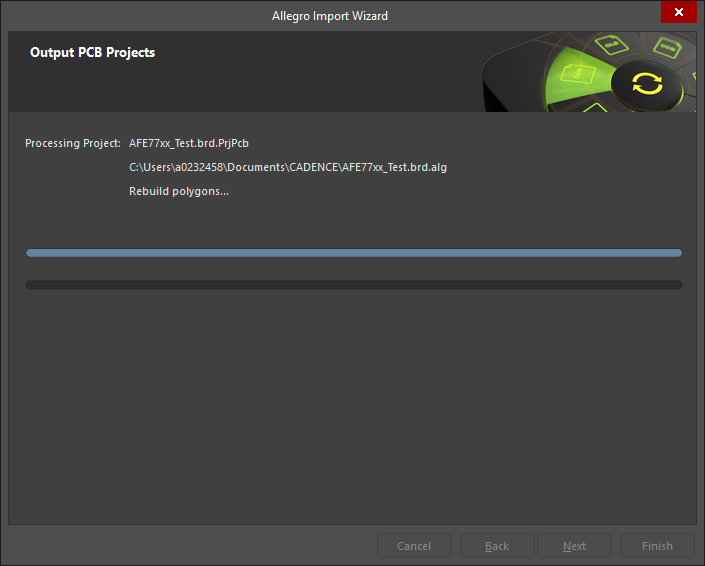 Allegro Import Wizard
Output PCB Projects
Processing Project: AFE77xx_Test.brd.PrjPcb
C:\Users\a0232458\Documents\CADENCE\AFE77xx_Test.brd.alg
Rebuild polygons...
Cancel Back Next Finish